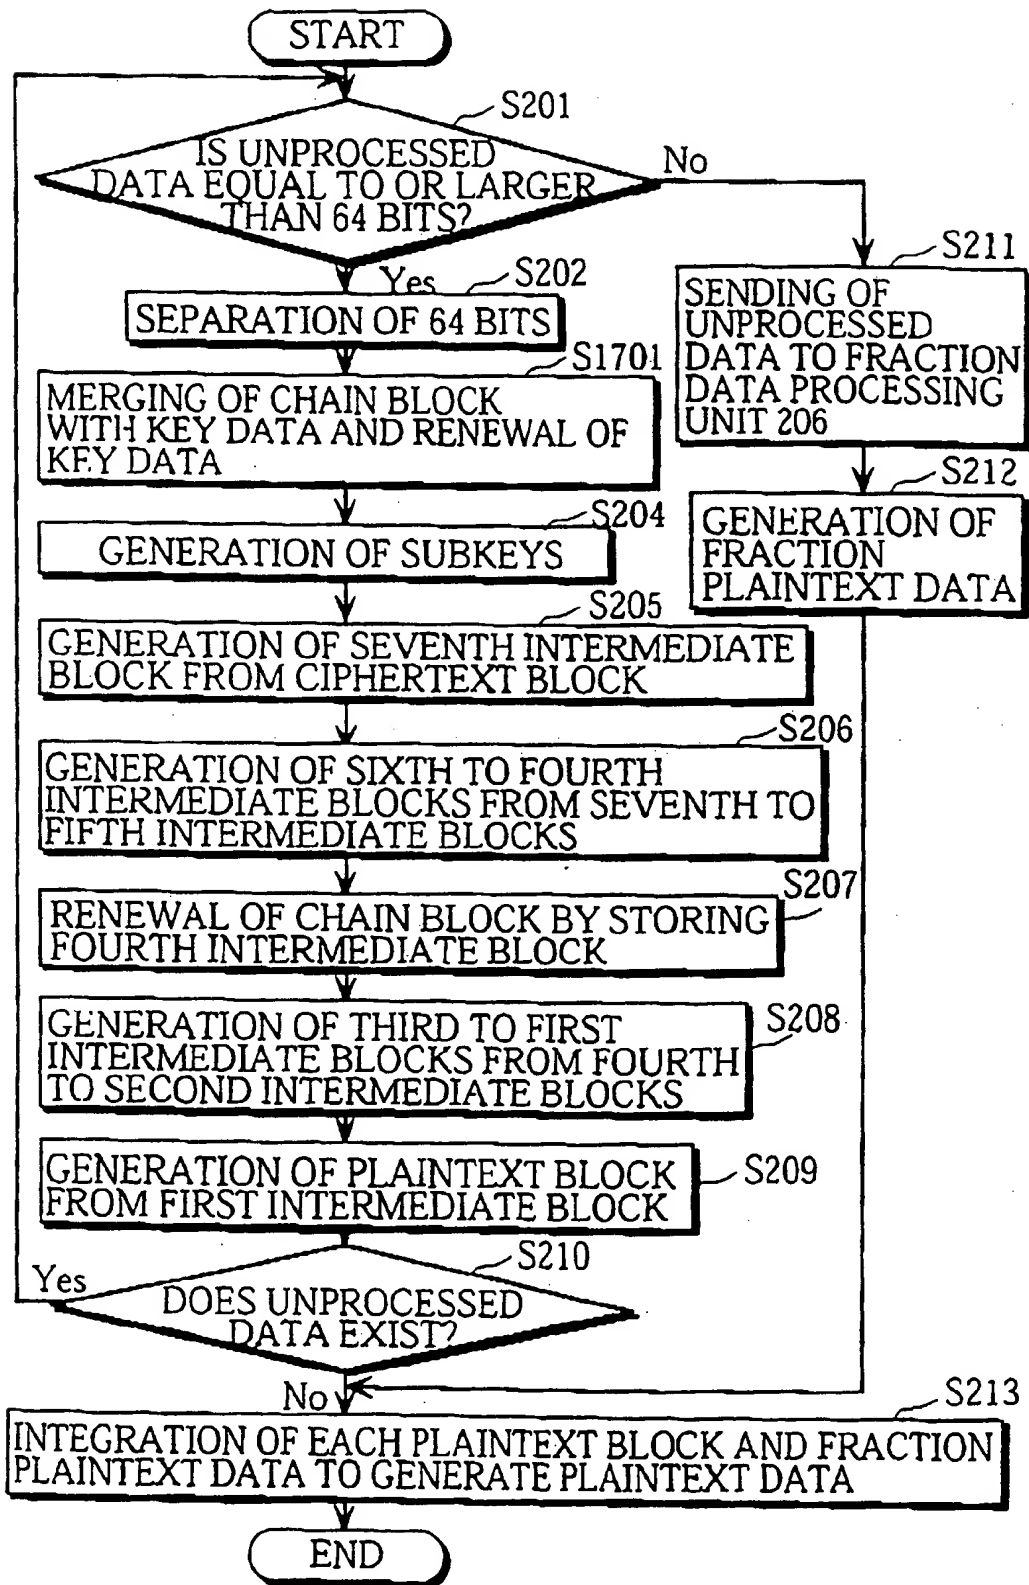 START
S201
IS UNPROCESSED
DATA EQUAL TO OR LARGER
THAN 64 BITS?
No
Yes
S202
SEPARATION OF 64 BITS
S1701
MERGING OF CHAIN BLOCK
WITH KEY DATA AND RENEWAL OF
KEY DATA
S204
GENERATION OF SUBKEYS
S205
GENERATION OF SEVENTH INTERMEDIATE
BLOCK FROM CIPHERTEXT BLOCK
S206
GENERATION OF SIXTH TO FOURTH
INTERMEDIATE BLOCKS FROM SEVENTH TO
FIFTH INTERMEDIATE BLOCKS
S207
RENEWAL OF CHAIN BLOCK BY STORING
FOURTH INTERMEDIATE BLOCK
S208
GENERATION OF THIRD TO FIRST
INTERMEDIATE BLOCKS FROM FOURTH
TO SECOND INTERMEDIATE BLOCKS
S209
GENERATION OF PLAINTEXT BLOCK
FROM FIRST INTERMEDIATE BLOCK
S210
Yes
DOES UNPROCESSED
DATA EXIST?
No
S211
SENDING OF
UNPROCESSED
DATA TO FRACTION
DATA PROCESSING
UNIT 206
S212
GENERATION OF
FRACTION
PLAINTEXT DATA
S213
INTEGRATION OF EACH PLAINTEXT BLOCK AND FRACTION
PLAINTEXT DATA TO GENERATE PLAINTEXT DATA
END